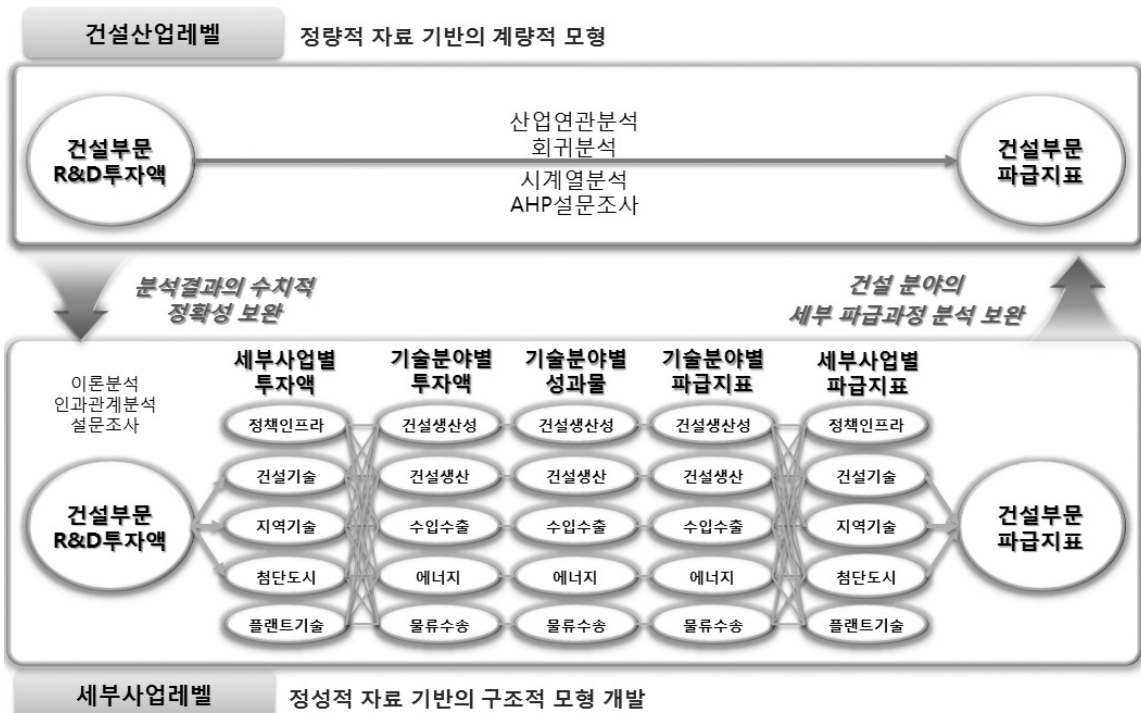 건설산업레벨
정량적 자료 기반의 계량적 모형
건설부문
R&D투자액
산업연관분석
회귀분석
시계열분석
AHP설문조사
건설부문
파급지표
분석결과의 수치적
정확성 보완
건설 분야의
세부 파급과정 분석 보완
이론분석
인과관계분석
설문조사
건설부문
R&D투자액
세부사업별
투자액
정책인프라
건설기술
지역기술
첨단도시
플랜트기술
기술분야별
투자액
건설생산성
건설생산
수입수출
에너지
물류수송
기술분야별
성과물
건설생산성
건설생산
수입수출
에너지
물류수송
기술분야별
파급지표
건설생산성
건설생산
수입수출
에너지
물류수송
세부사업별
파급지표
정책인프라
건설기술
지역기술
첨단도시
플랜트기술
건설부문
파급지표
세부사업레벨
정성적 자료 기반의 구조적 모형 개발